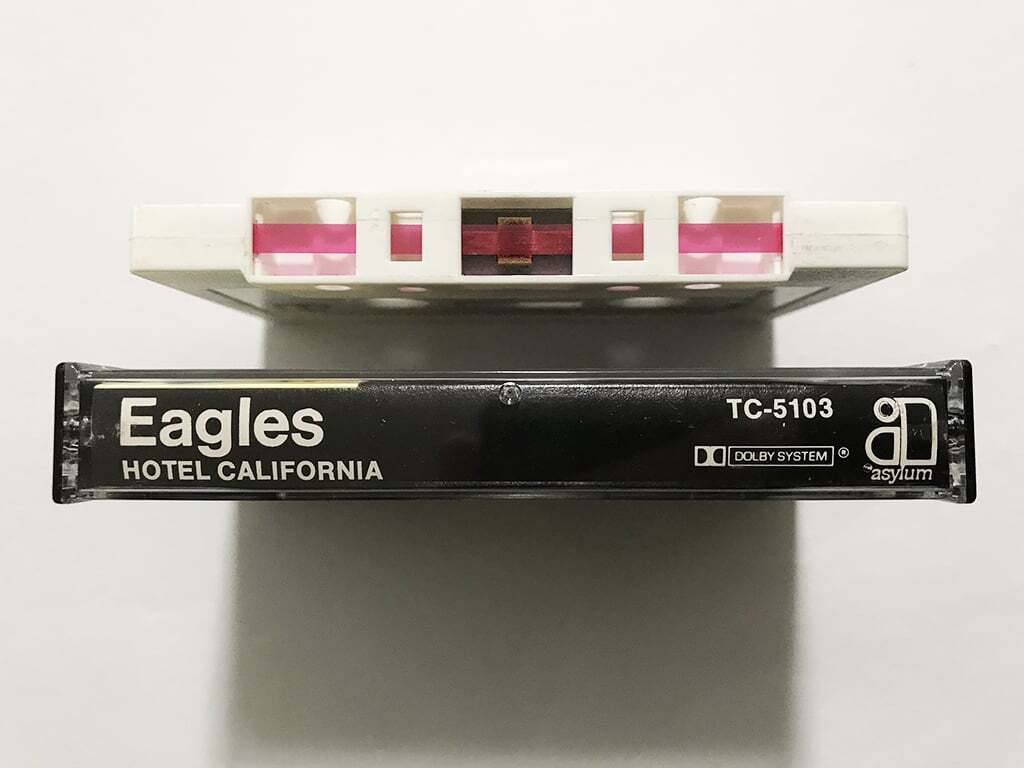 Eagles
HOTEL CALIFORNIA
TC-5103
DOLBY SYSTEM ®
asylum